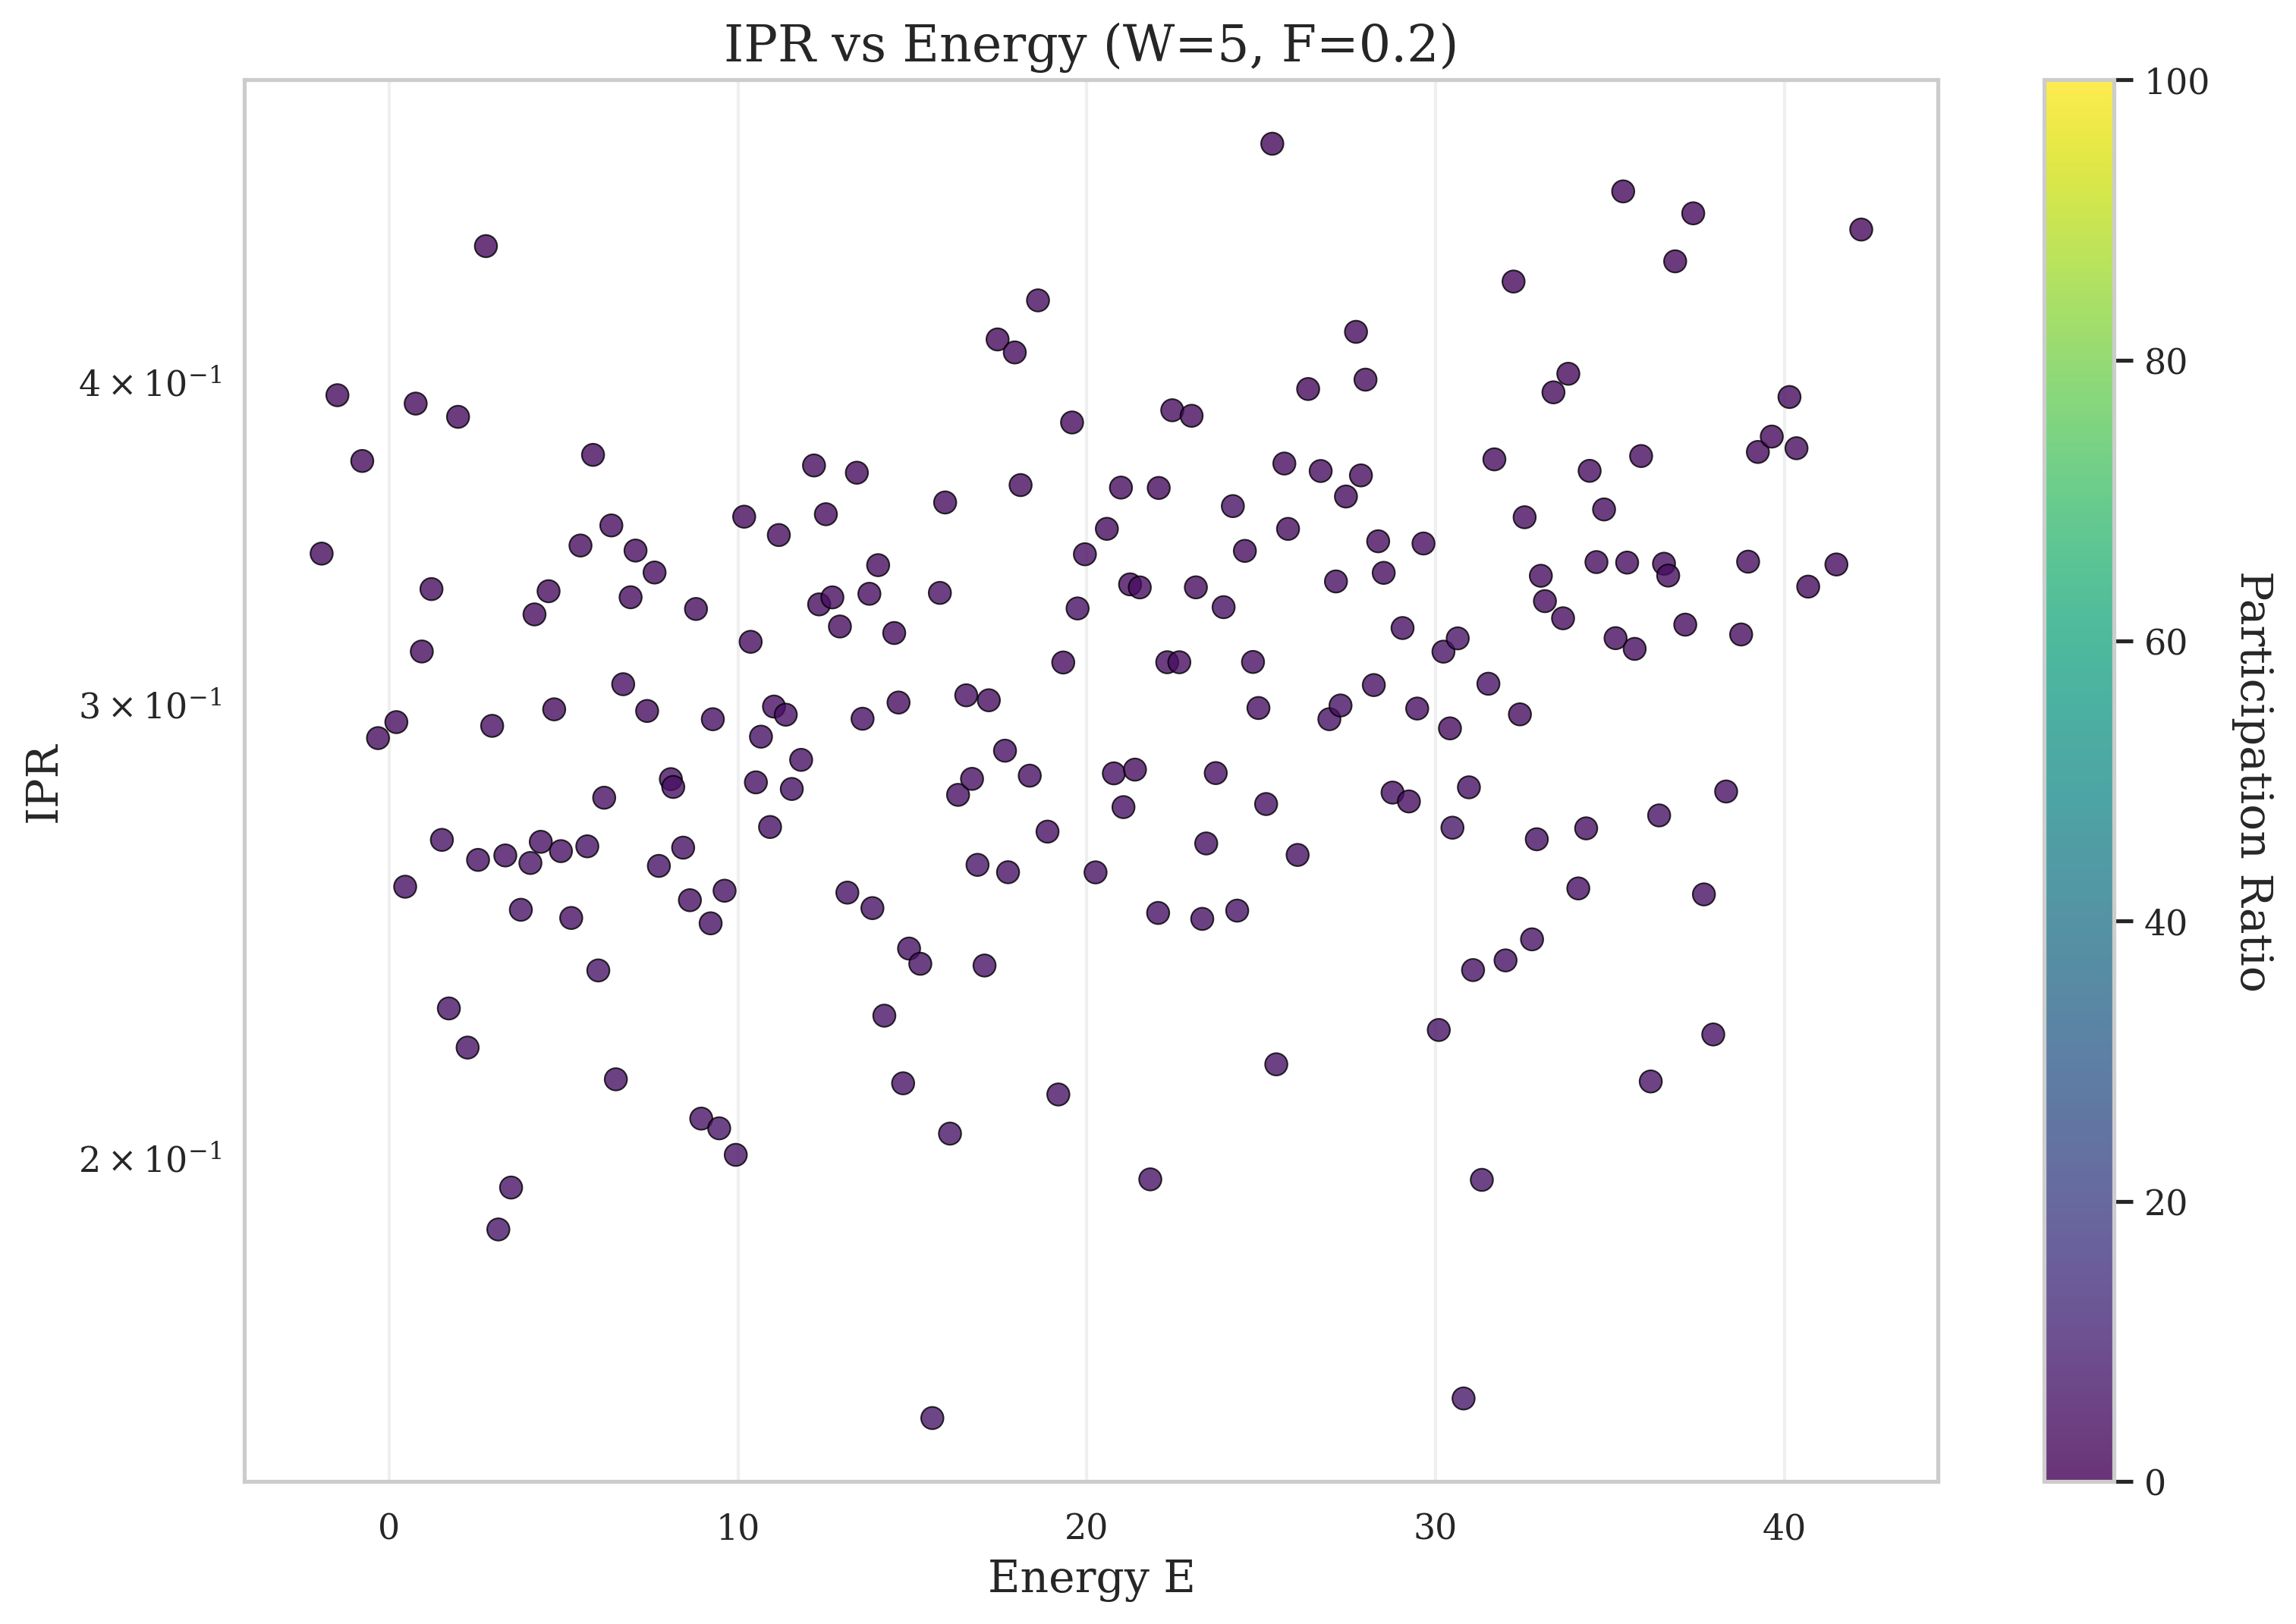 IPR vs Energy (W=5, F=0.2)
IPR
4 × 10⁻¹
3 × 10⁻¹
2 × 10⁻¹
0 10 20 30 40
Energy E
100
80
60
40
20
0
Participation Ratio